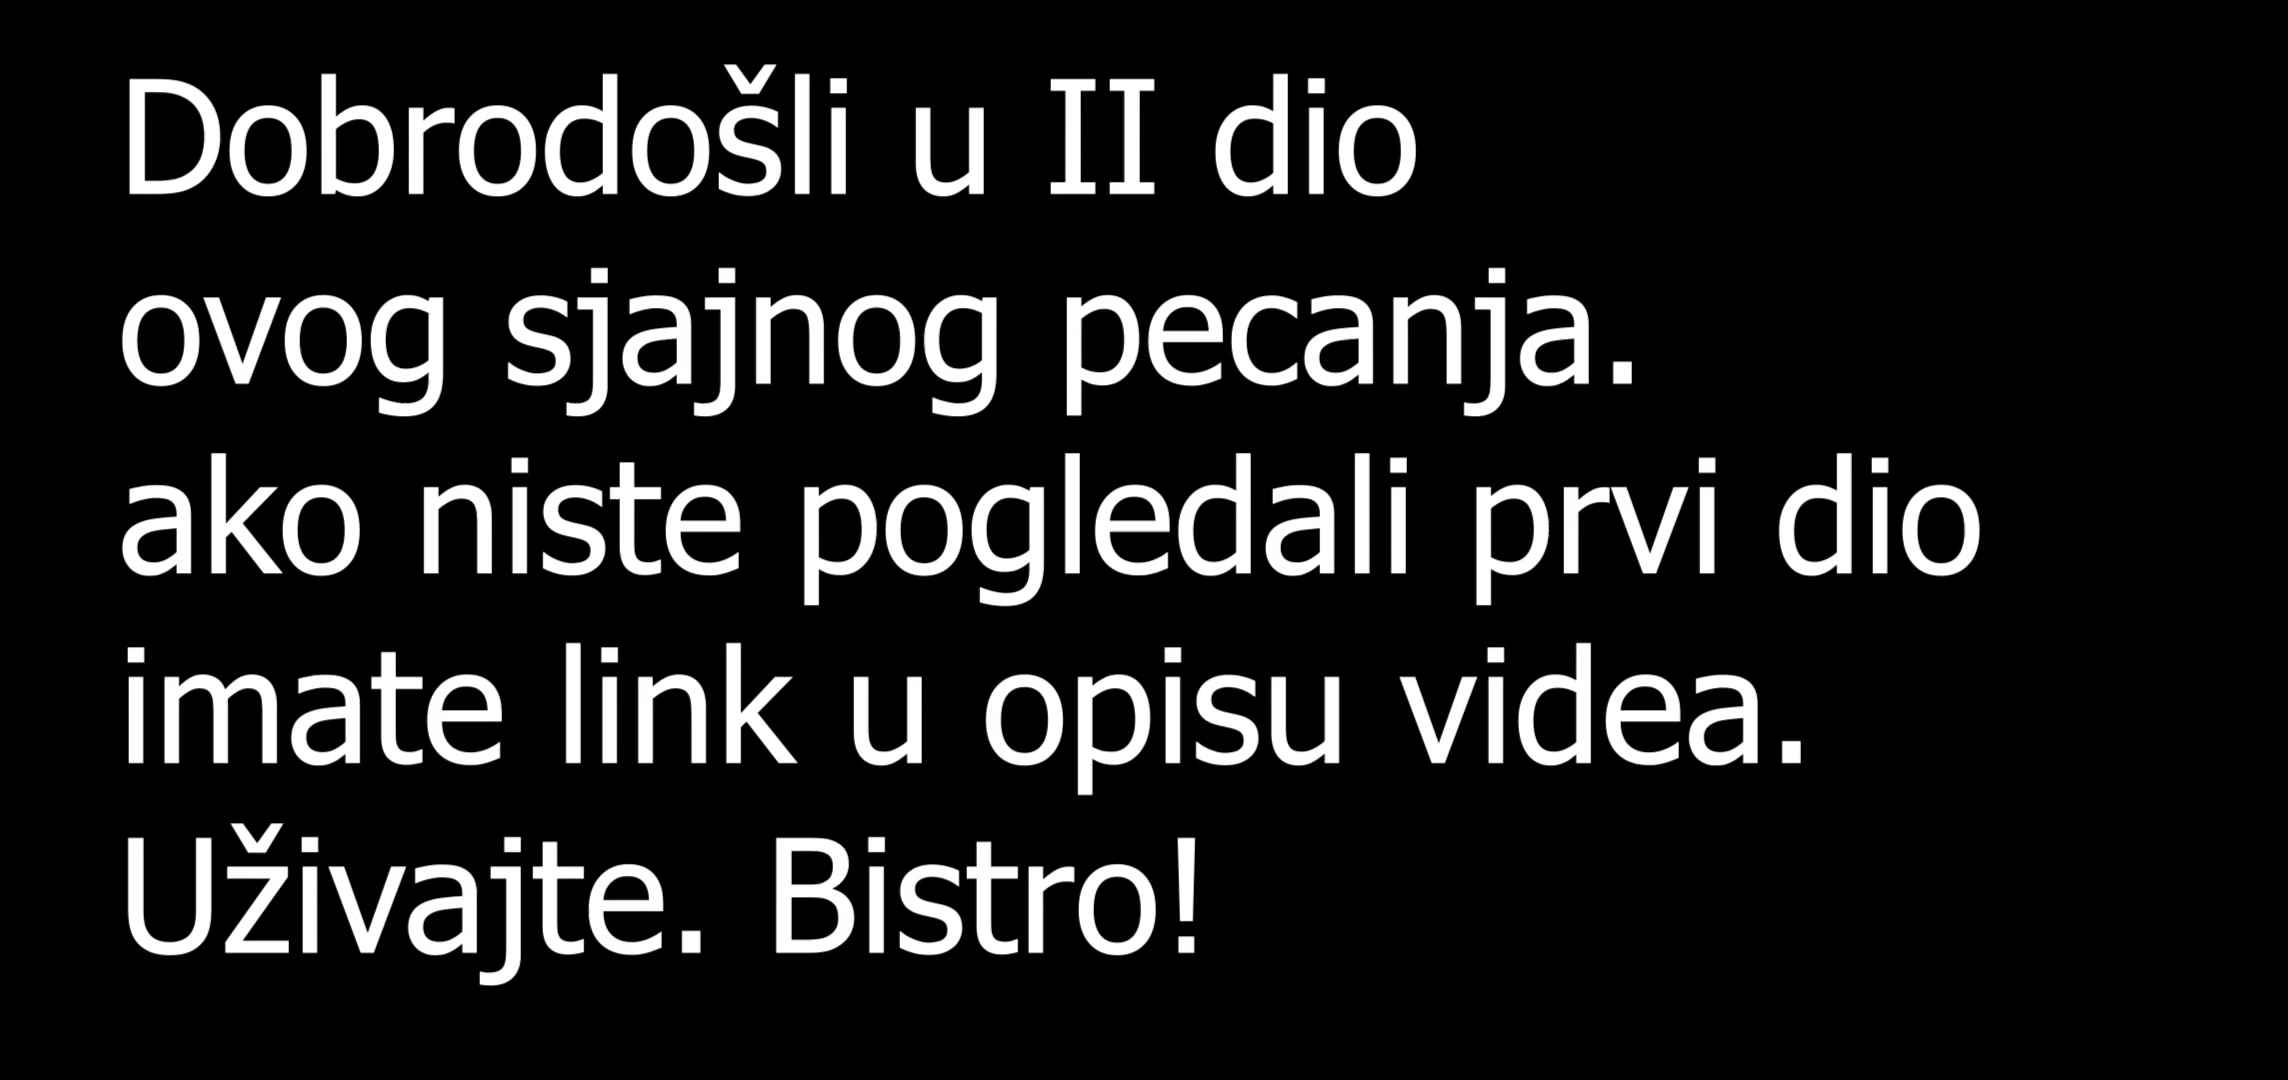 Dobrodošli u II dio
ovog sjajnog pecanja.
ako niste pogledali prvi dio
imate link u opisu videa.
Uživajte. Bistro!